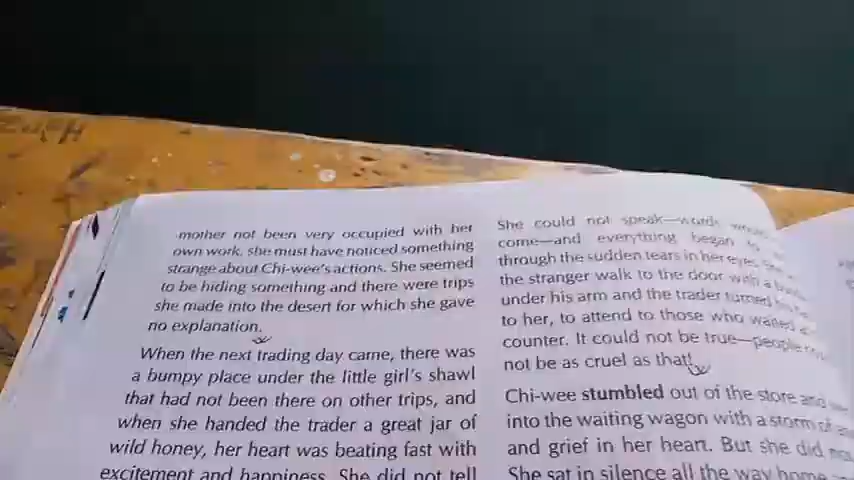 mother not been very occupied with her
own work, she must have noticed something
strange about Chi-wee's actions. She seemed
to be hiding something and there were trips
she made into the desert for which she gave
no explanation.
When the next trading day came, there was
a bumpy place under the little girl's shawl
that had not been there on other trips, and
when she handed the trader a great jar of
wild honey, her heart was beating fast with
excitement and happiness. She did not tell
She could not speak—words
come—and everything began
through the sudden tears in her eyes.
the stranger walk to the door with a
under his arm and the trader turned
to her, to attend to those who waited
counter. It could not be true—people
not be as cruel as that!
Chi-wee stumbled out of the store and
into the waiting wagon with a storm of
and grief in her heart. But she did
She sat in silence all the way home